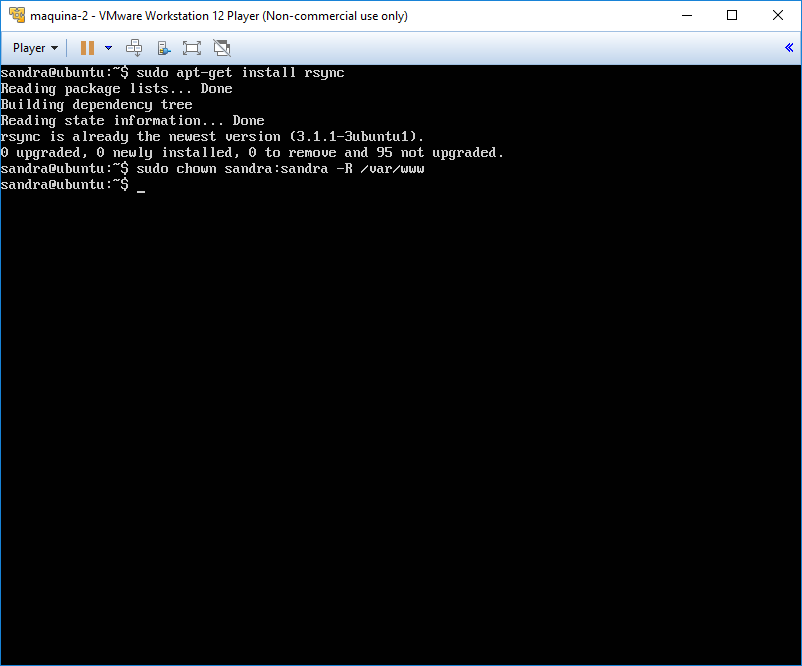 maquina-2 - VMware Workstation 12 Player (Non-commercial use only)
Player
sandra@ubuntu:~$ sudo apt-get install rsync
Reading package lists... Done
Building dependency tree
Reading state information... Done
rsync is already the newest version (3.1.1-3ubuntu1).
0 upgraded, 0 newly installed, 0 to remove and 95 not upgraded.
sandra@ubuntu:~$ sudo chown sandra:sandra -R /var/www
sandra@ubuntu:~$ _